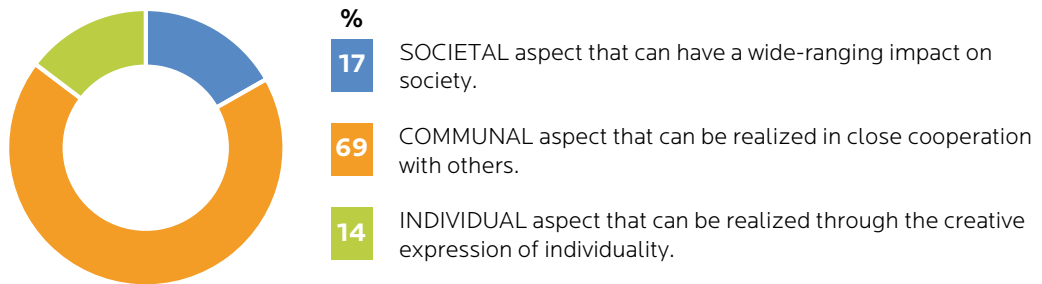 %
17 SOCIETAL aspect that can have a wide-ranging impact on
society.
69 COMMUNAL aspect that can be realized in close cooperation
with others.
14 INDIVIDUAL aspect that can be realized through the creative
expression of individuality.